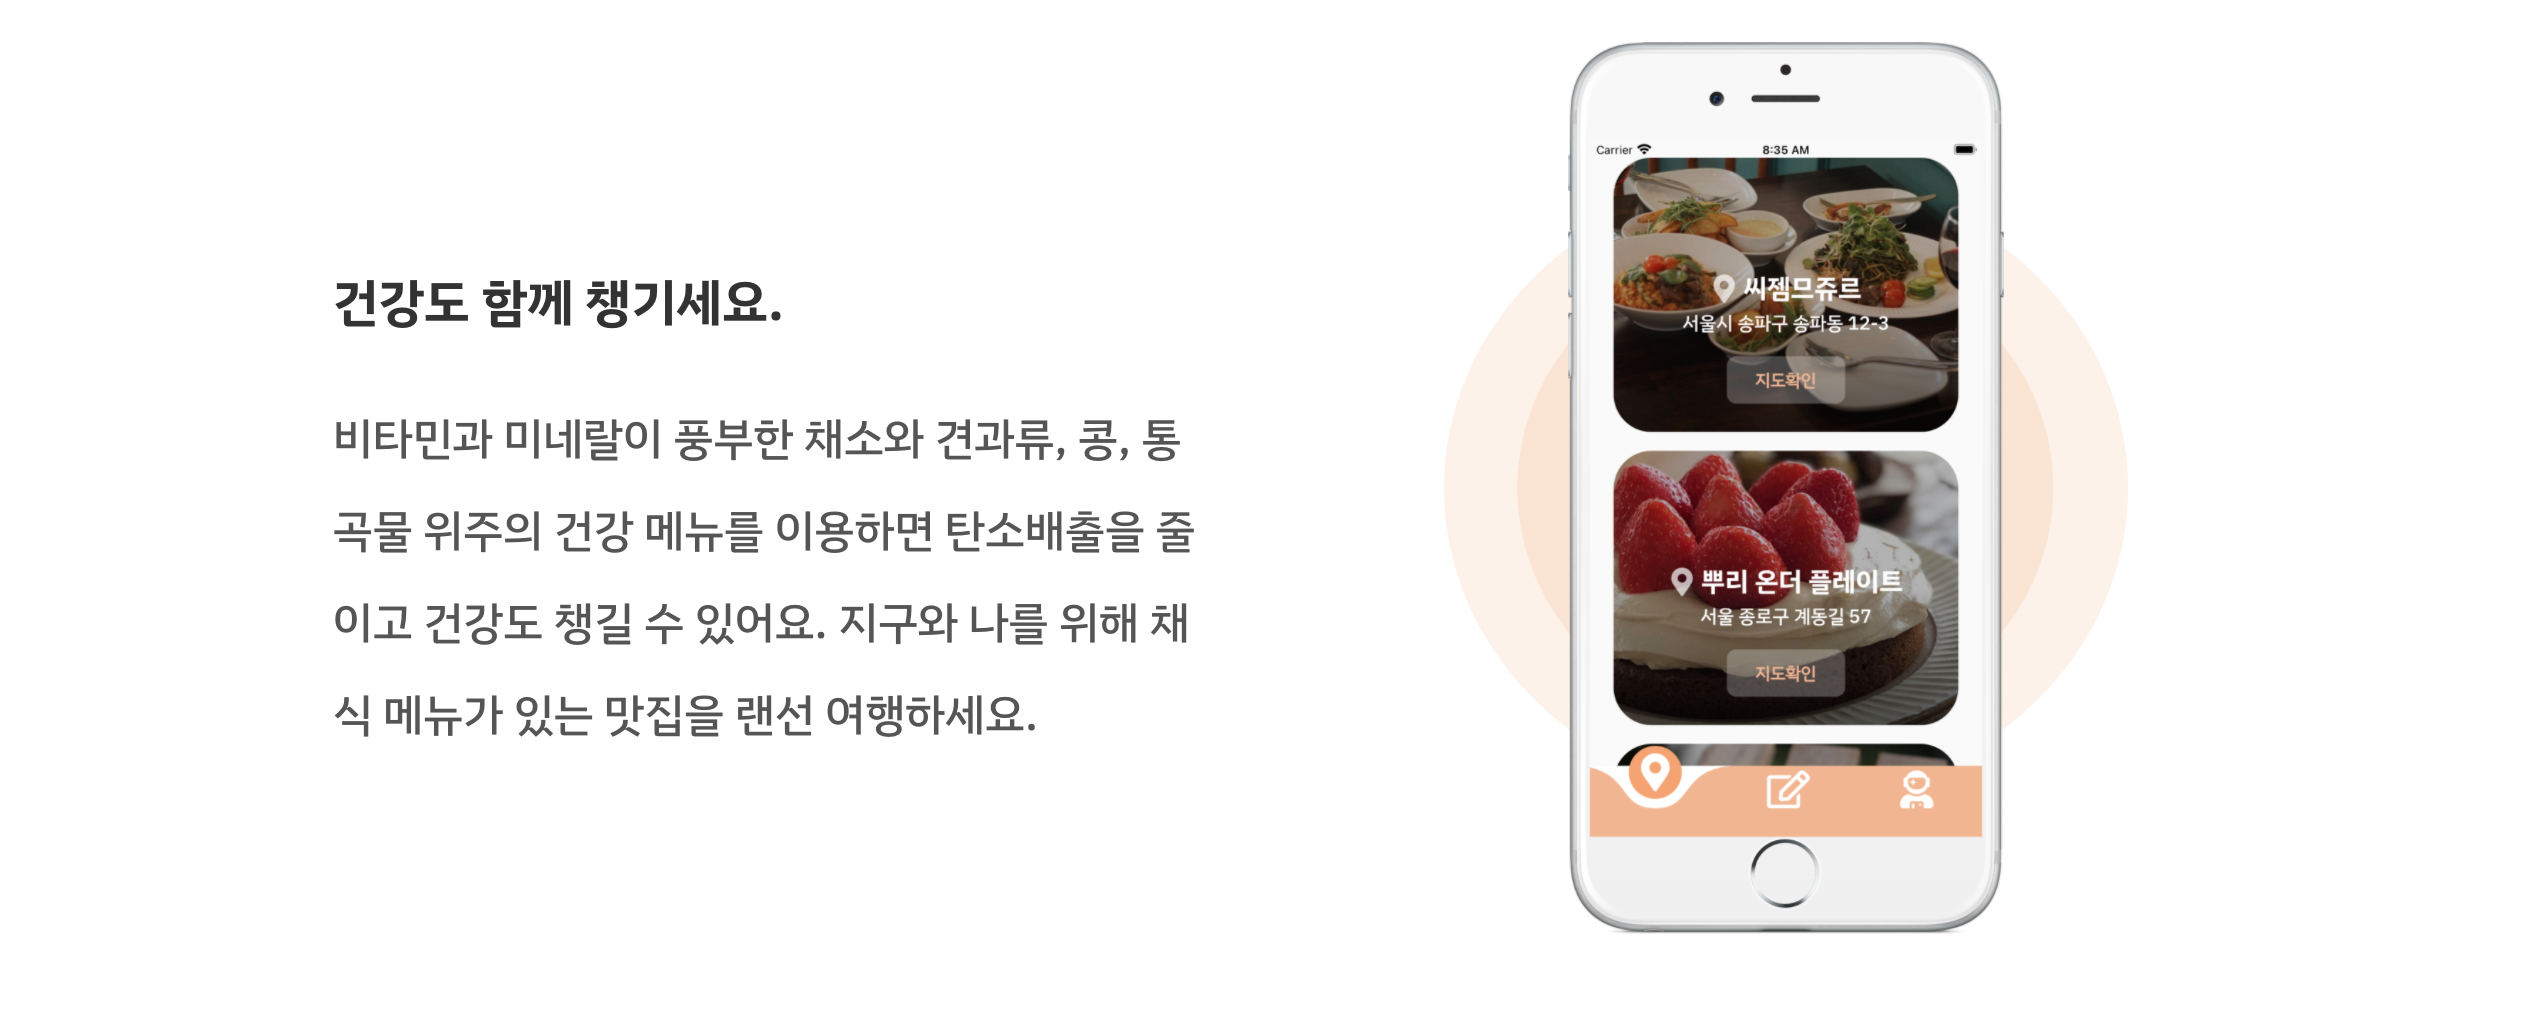 건강도 함께 챙기세요.
비타민과 미네랄이 풍부한 채소와 견과류, 콩, 통
곡물 위주의 건강 메뉴를 이용하면 탄소배출을 줄
이고 건강도 챙길 수 있어요. 지구와 나를 위해 채
식 메뉴가 있는 맛집을 랜선 여행하세요.
Carrier 8:35 AM
씨젬므쥬르
서울시 송파구 송파동 12-3
지도확인
뿌리 온더 플레이트
서울 종로구 계동길 57
지도확인